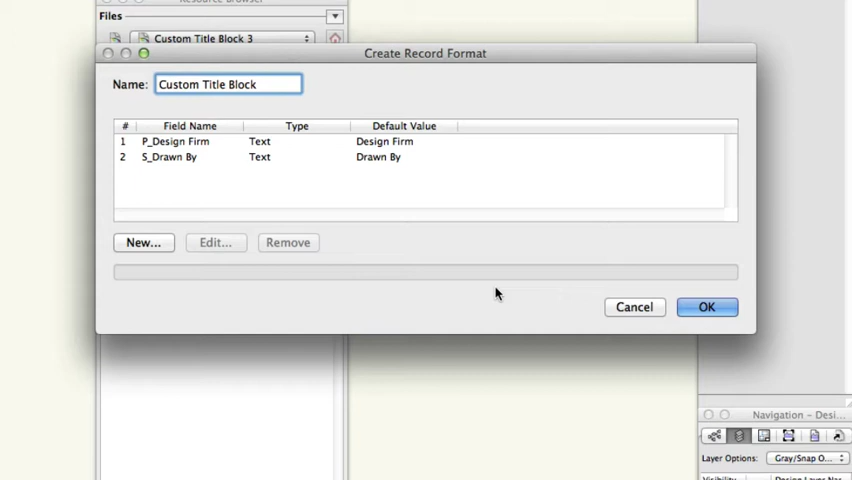 Resource Browser
Files
Custom Title Block 3
Create Record Format
Name: Custom Title Block
# Field Name Type Default Value
1 P_Design Firm Text Design Firm
2 S_Drawn By Text Drawn By
New... Edit... Remove
Cancel OK
Navigation – Desi...
Layer Options: Gray/Snap O...